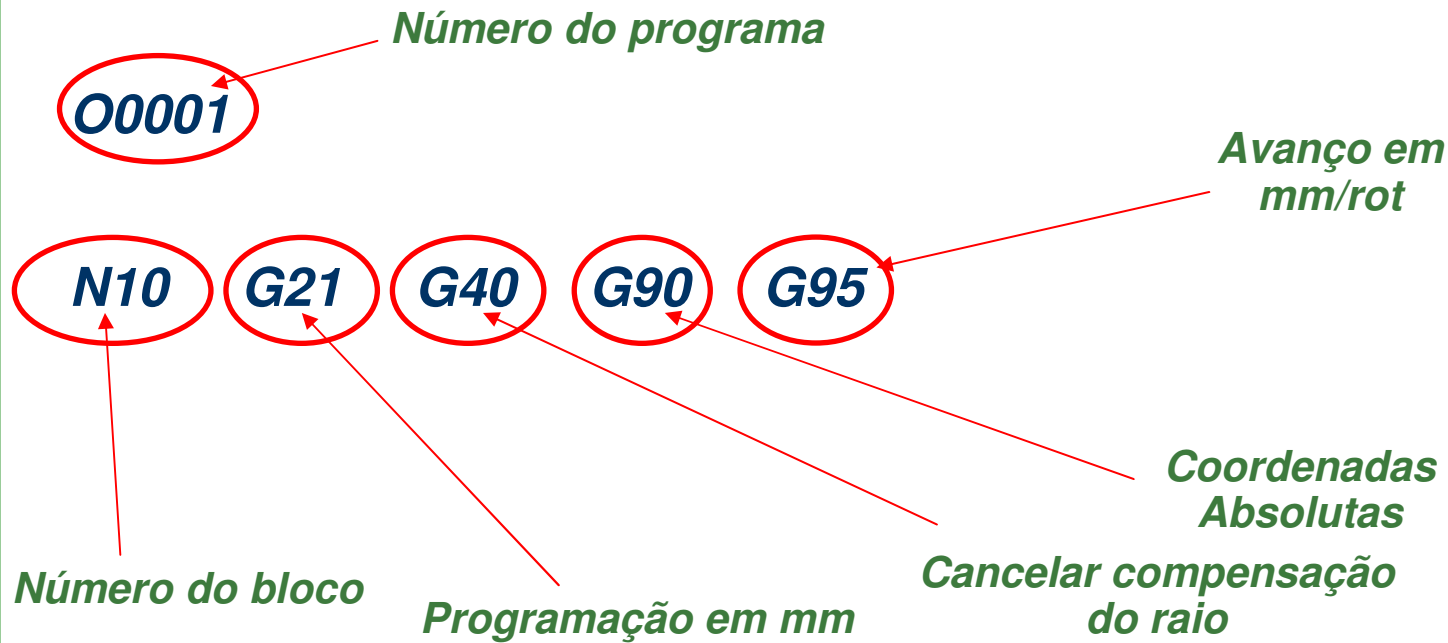 Número do programa
O0001
Avanço em
mm/rot
N10 G21 G40 G90 G95
Coordenadas
Absolutas
Cancelar compensação
do raio
Número do bloco
Programação em mm